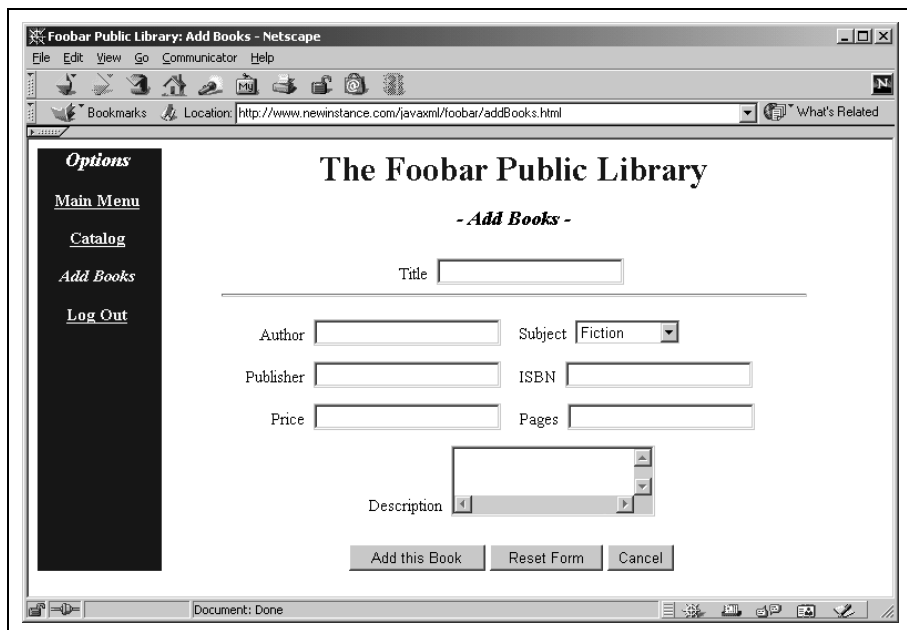 Foobar Public Library: Add Books - Netscape
File Edit View Go Communicator Help
My
N
Bookmarks Location: http://www.newinstance.com/javaxml/foobar/addBooks.html What's Related
Options
Main Menu
Catalog
Add Books
Log Out
The Foobar Public Library
- Add Books -
Title
Author Subject Fiction
Publisher ISBN
Price Pages
Description
Add this Book Reset Form Cancel
Document: Done